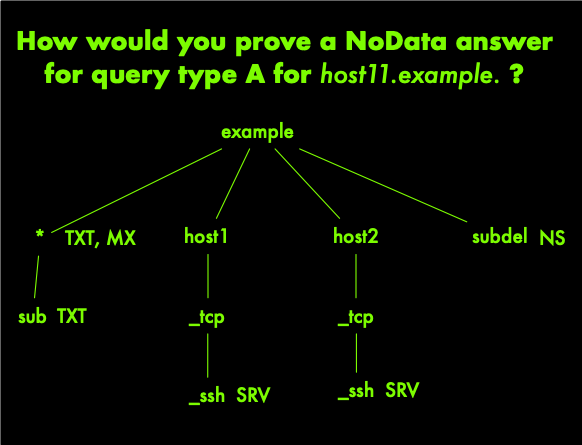 How would you prove a NoData answer
for query type A for host11.example. ?
example
* TXT, MX host1 host2 subdel NS
sub TXT _tcp _tcp
_ssh SRV _ssh SRV